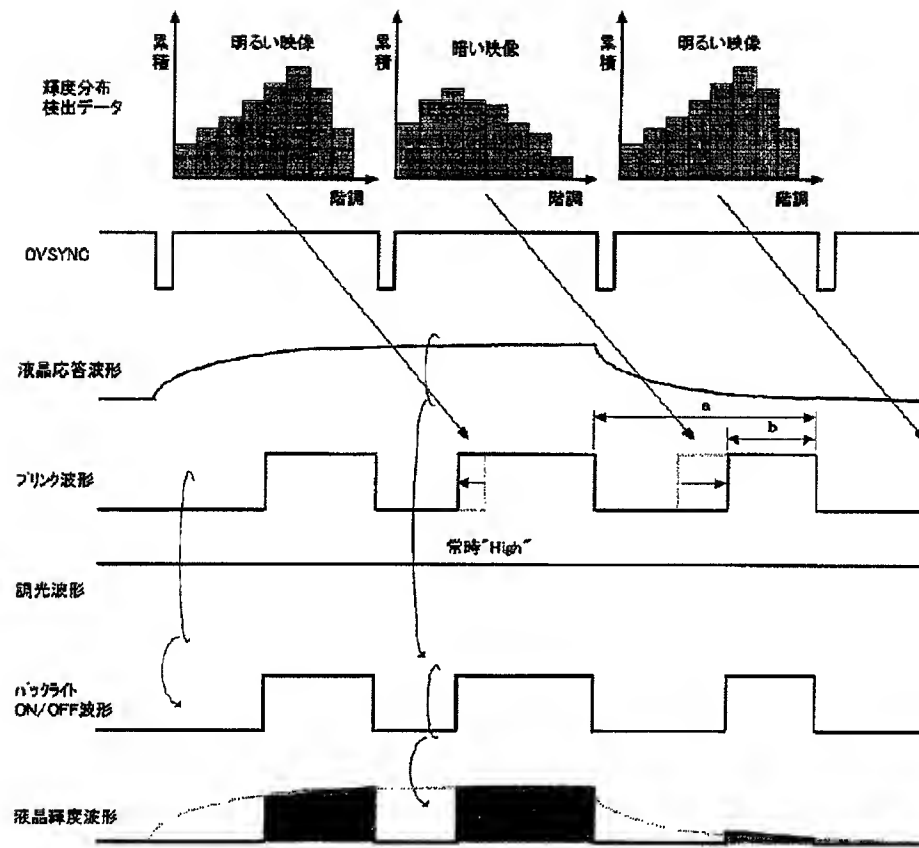 累積
明るい映像
累積
暗い映像
累積
明るい映像
輝度分布
検出データ
階調
階調
階調
OVSYNC
液晶応答波形
a
b
ブリンク波形
常時"High"
調光波形
バックライト
ON/OFF波形
液晶輝度波形